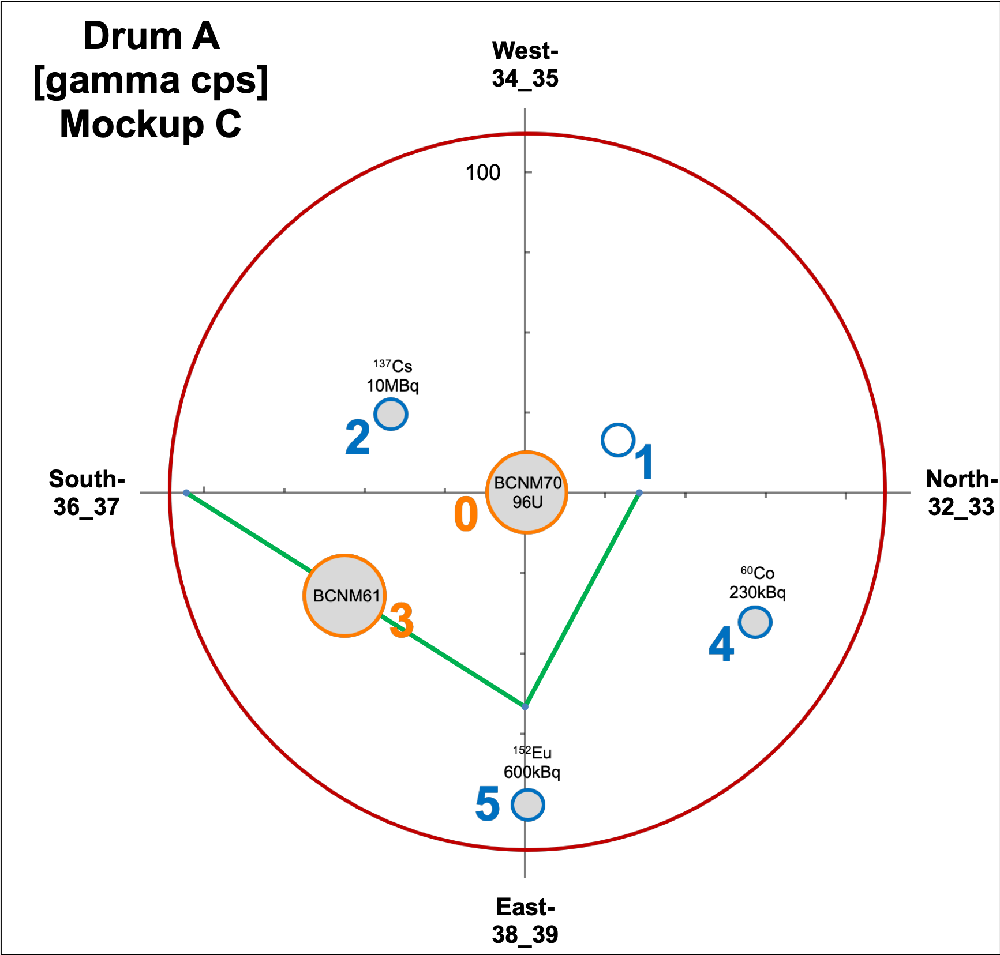 Drum A
[gamma cps]
Mockup C
West-
34_35
100
¹³⁷Cs
10MBq
2
1
South-
36_37
BCNM70
96U
0
North-
32_33
BCNM61
3
⁶⁰Co
230kBq
4
¹⁵²Eu
600kBq
5
East-
38_39